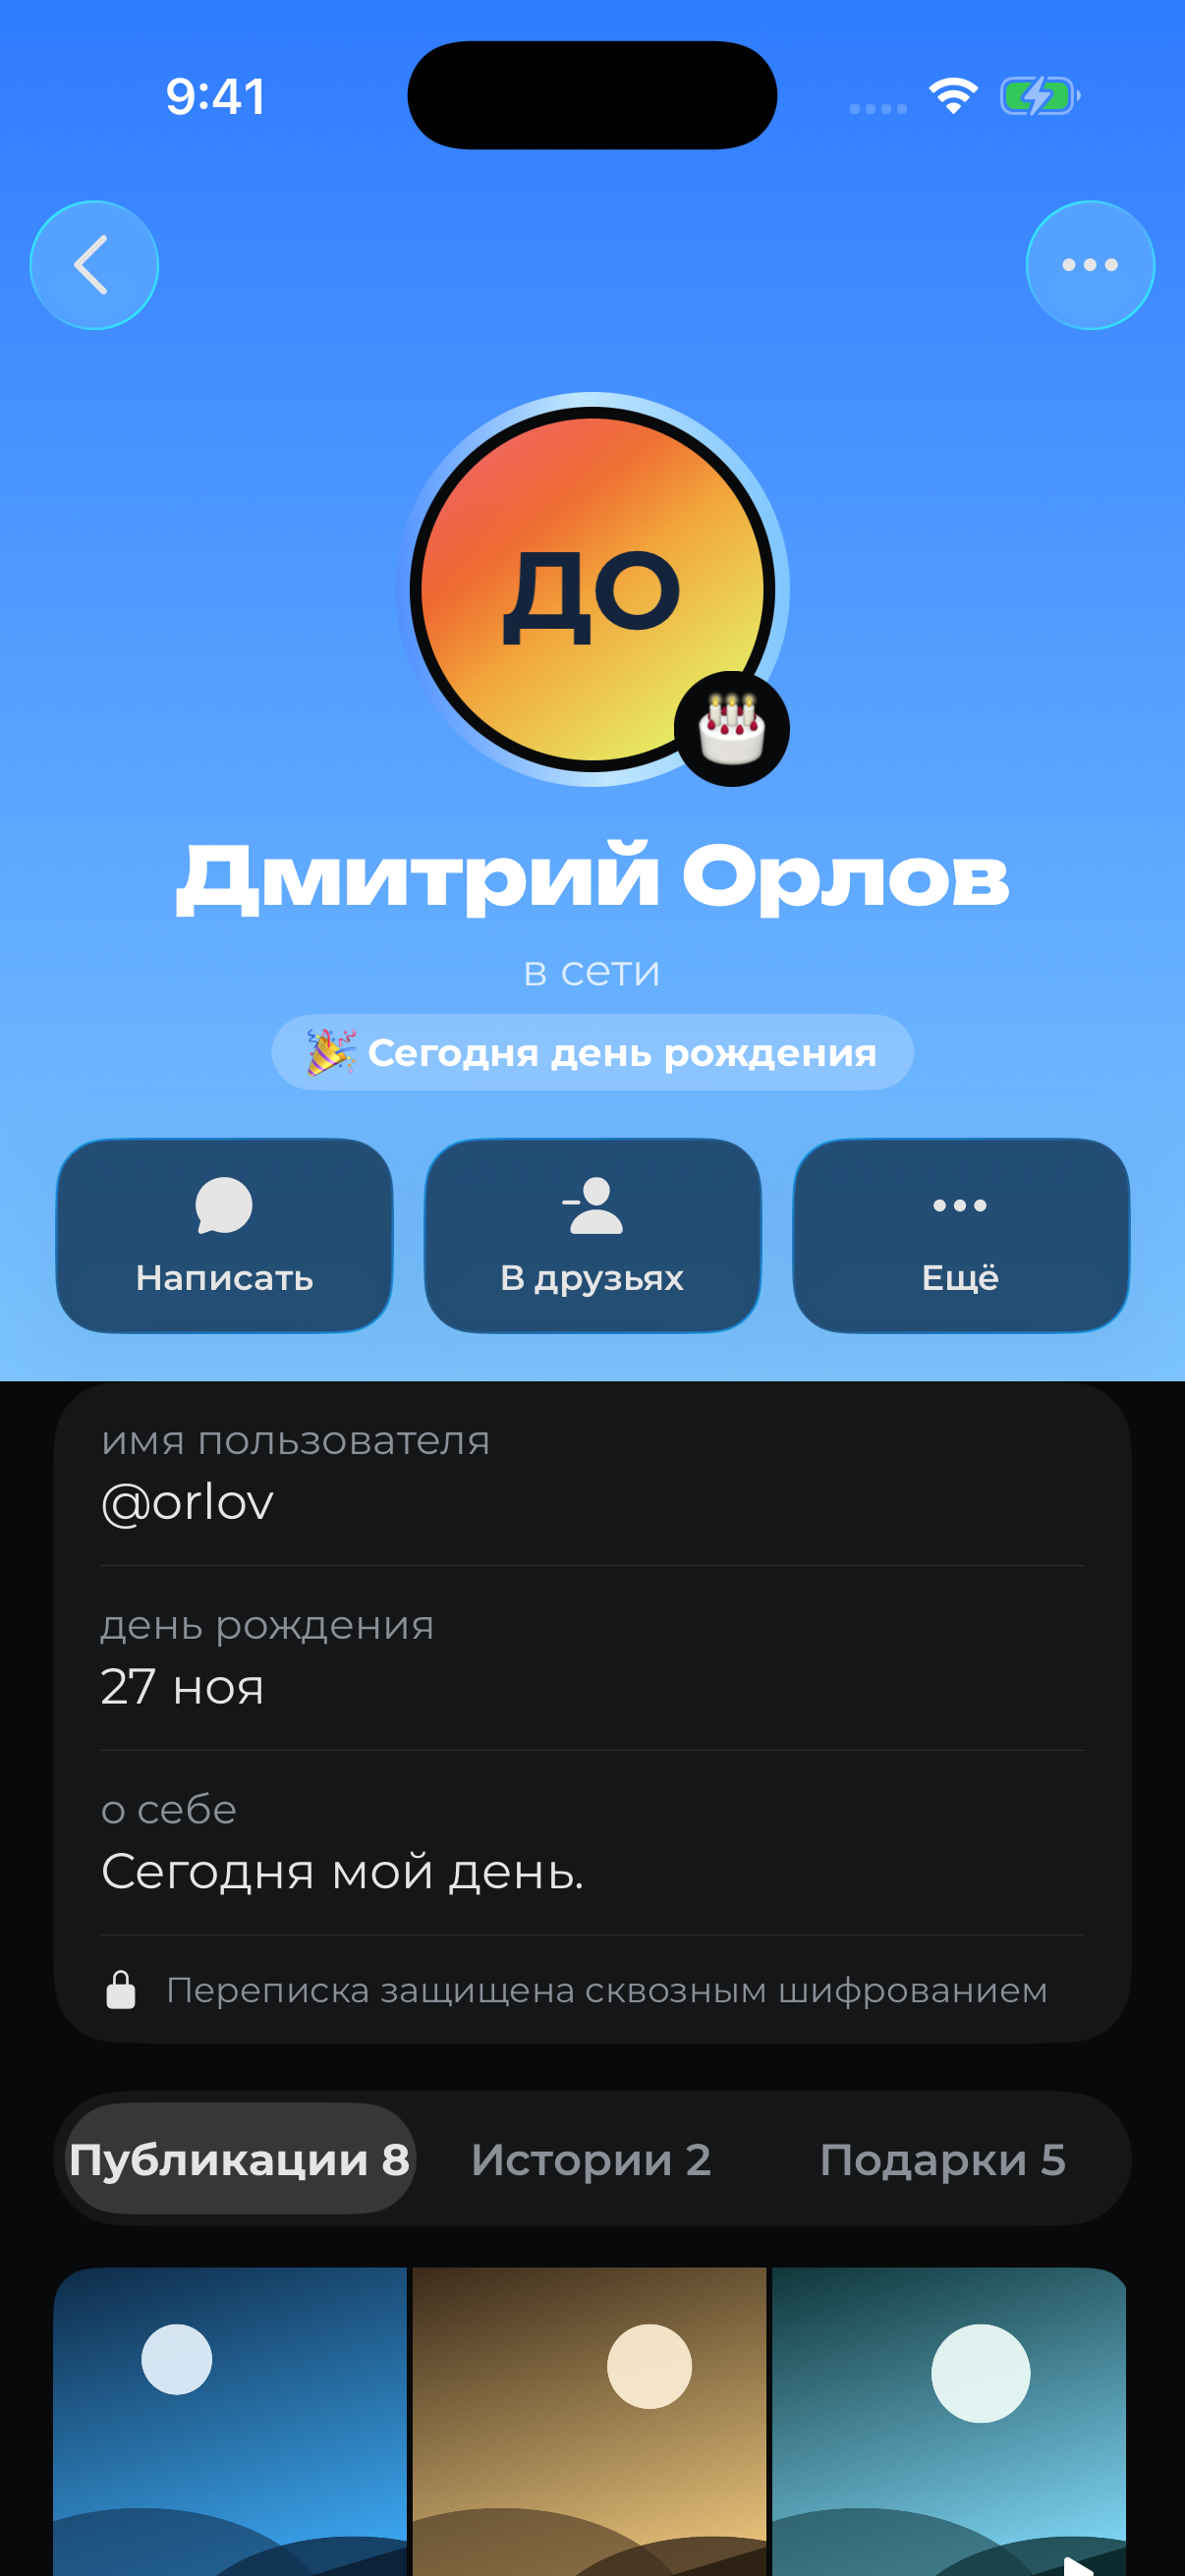 9:41
ДО
Дмитрий Орлов
в сети
🎉 Сегодня день рождения
Написать
В друзьях
Ещё
имя пользователя
@orlov
день рождения
27 ноя
о себе
Сегодня мой день.
Переписка защищена сквозным шифрованием
Публикации 8
Истории 2
Подарки 5